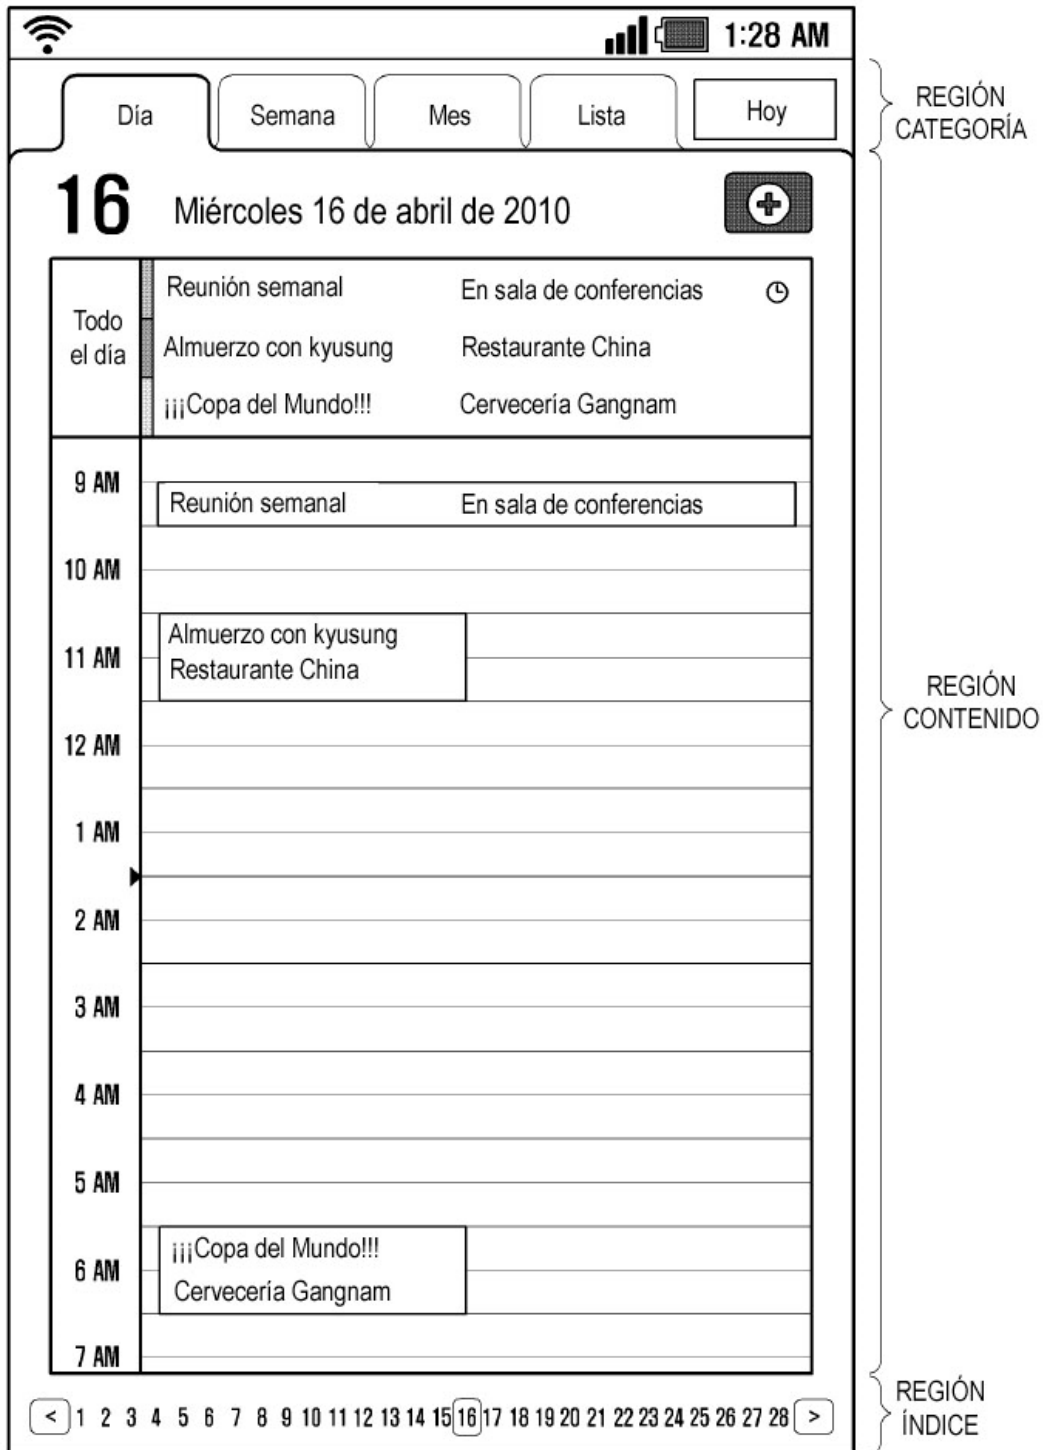 1:28 AM
Día Semana Mes Lista Hoy
REGIÓN
CATEGORÍA
16 Miércoles 16 de abril de 2010
Todo
el día
Reunión semanal En sala de conferencias
Almuerzo con kyusung Restaurante China
¡¡¡Copa del Mundo!!! Cervecería Gangnam
9 AM
Reunión semanal En sala de conferencias
10 AM
Almuerzo con kyusung
11 AM
Restaurante China
REGIÓN
CONTENIDO
12 AM
1 AM
2 AM
3 AM
4 AM
5 AM
¡¡¡Copa del Mundo!!!
6 AM
Cervecería Gangnam
7 AM
< 1 2 3 4 5 6 7 8 9 10 11 12 13 14 15 16 17 18 19 20 21 22 23 24 25 26 27 28 >
REGIÓN
ÍNDICE